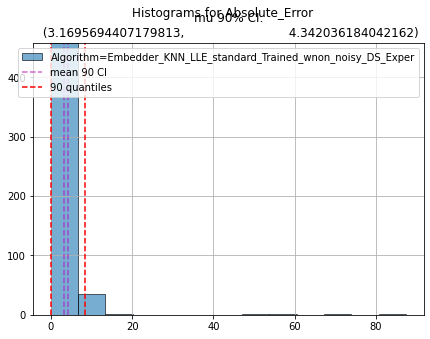 Histograms for Absolute_Error
mu 90% CI:
(3.1695694407179813, 4.342036184042162)
Algorithm=Embedder_KNN_LLE_standard_Trained_wnon_noisy_DS_Exper
mean 90 CI
90 quantiles
400
300
200
100
0
0 20 40 60 80